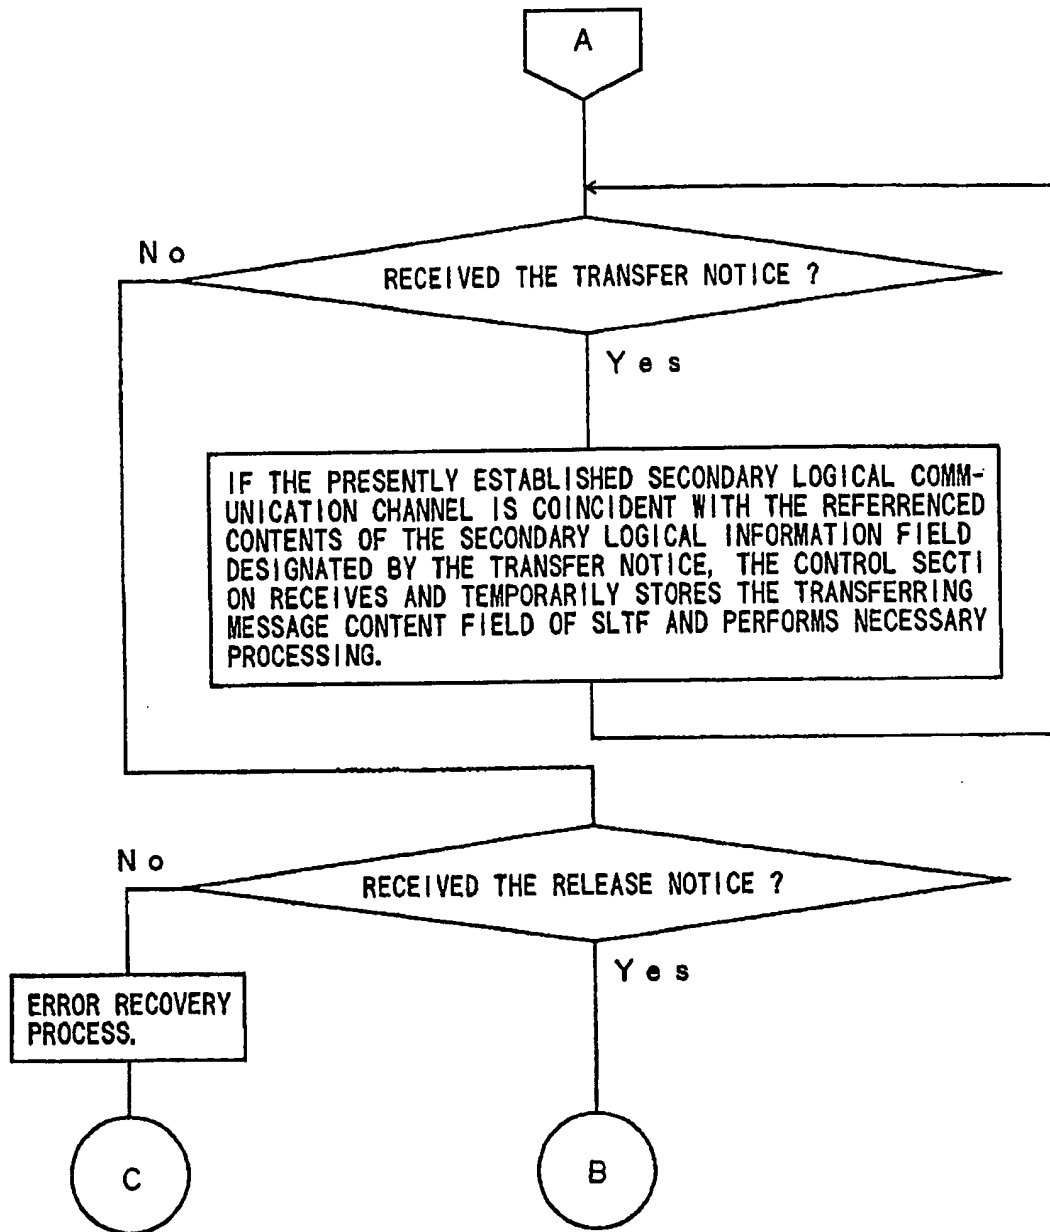 A
No
RECEIVED THE TRANSFER NOTICE ?
Yes
IF THE PRESENTLY ESTABLISHED SECONDARY LOGICAL COMM-
UNICATION CHANNEL IS COINCIDENT WITH THE REFERRENCED
CONTENTS OF THE SECONDARY LOGICAL INFORMATION FIELD
DESIGNATED BY THE TRANSFER NOTICE, THE CONTROL SECTI
ON RECEIVES AND TEMPORARILY STORES THE TRANSFERRING
MESSAGE CONTENT FIELD OF SLTF AND PERFORMS NECESSARY
PROCESSING.
No
RECEIVED THE RELEASE NOTICE ?
Yes
ERROR RECOVERY
PROCESS.
C
B